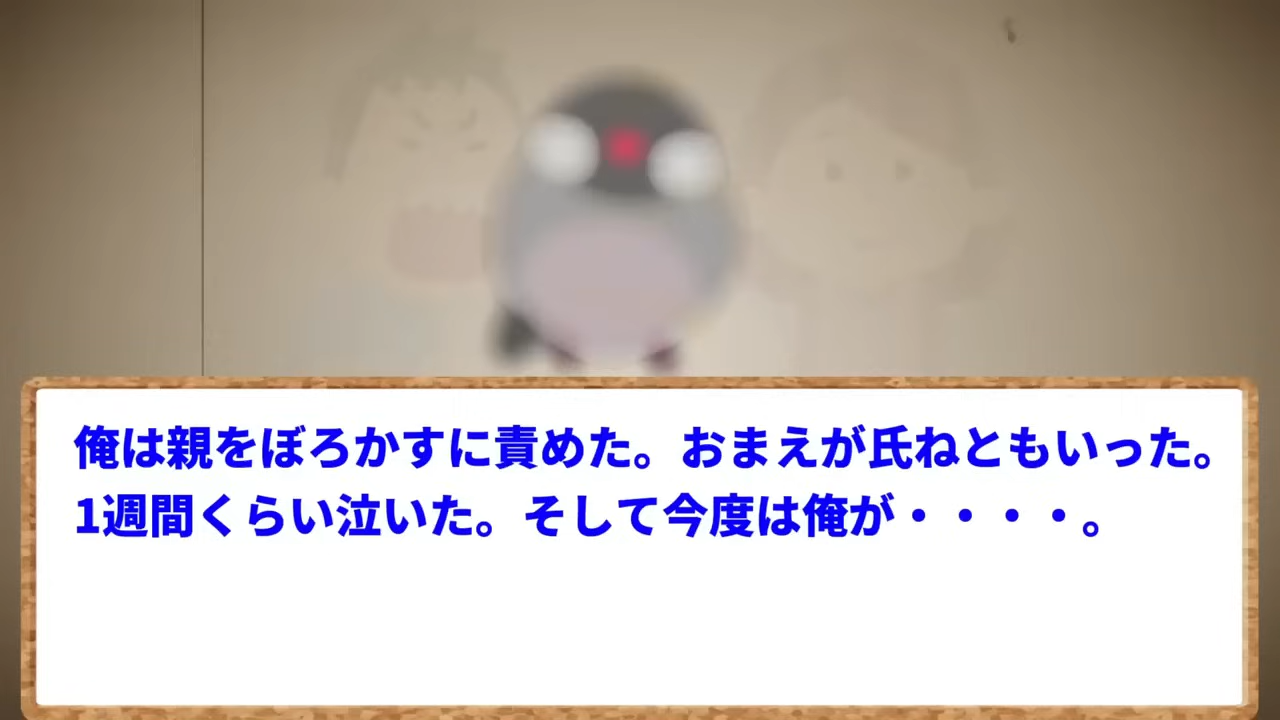 俺は親をぼろかすに責めた。おまえが氏ねともいった。
1週間くらい泣いた。そして今度は俺が・・・・。